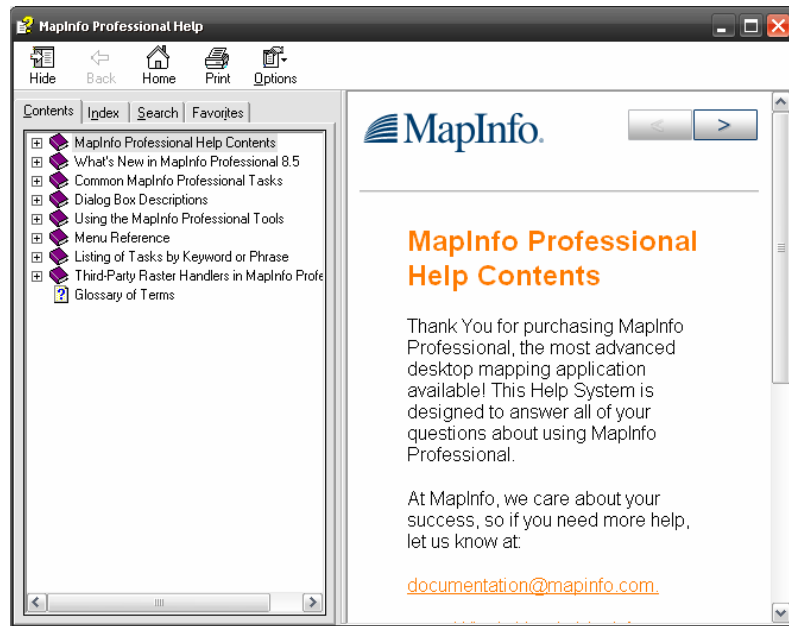 MapInfo Professional Help
Hide Back Home Print Options
Contents Index Search Favorites
MapInfo Professional Help Contents
What's New in MapInfo Professional 8.5
Common MapInfo Professional Tasks
Dialog Box Descriptions
Using the MapInfo Professional Tools
Menu Reference
Listing of Tasks by Keyword or Phrase
Third-Party Raster Handlers in MapInfo Profe
Glossary of Terms
MapInfo.
< >
MapInfo Professional
Help Contents
Thank You for purchasing MapInfo
Professional, the most advanced
desktop mapping application
available! This Help System is
designed to answer all of your
questions about using MapInfo
Professional.
At MapInfo, we care about your
success, so if you need more help,
let us know at:
documentation@mapinfo.com.